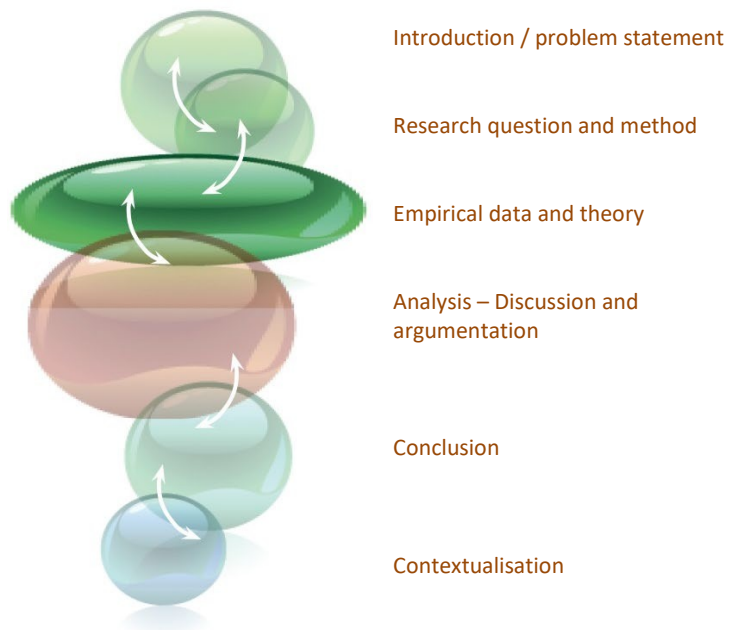 Introduction / problem statement
Research question and method
Empirical data and theory
Analysis – Discussion and
argumentation
Conclusion
Contextualisation